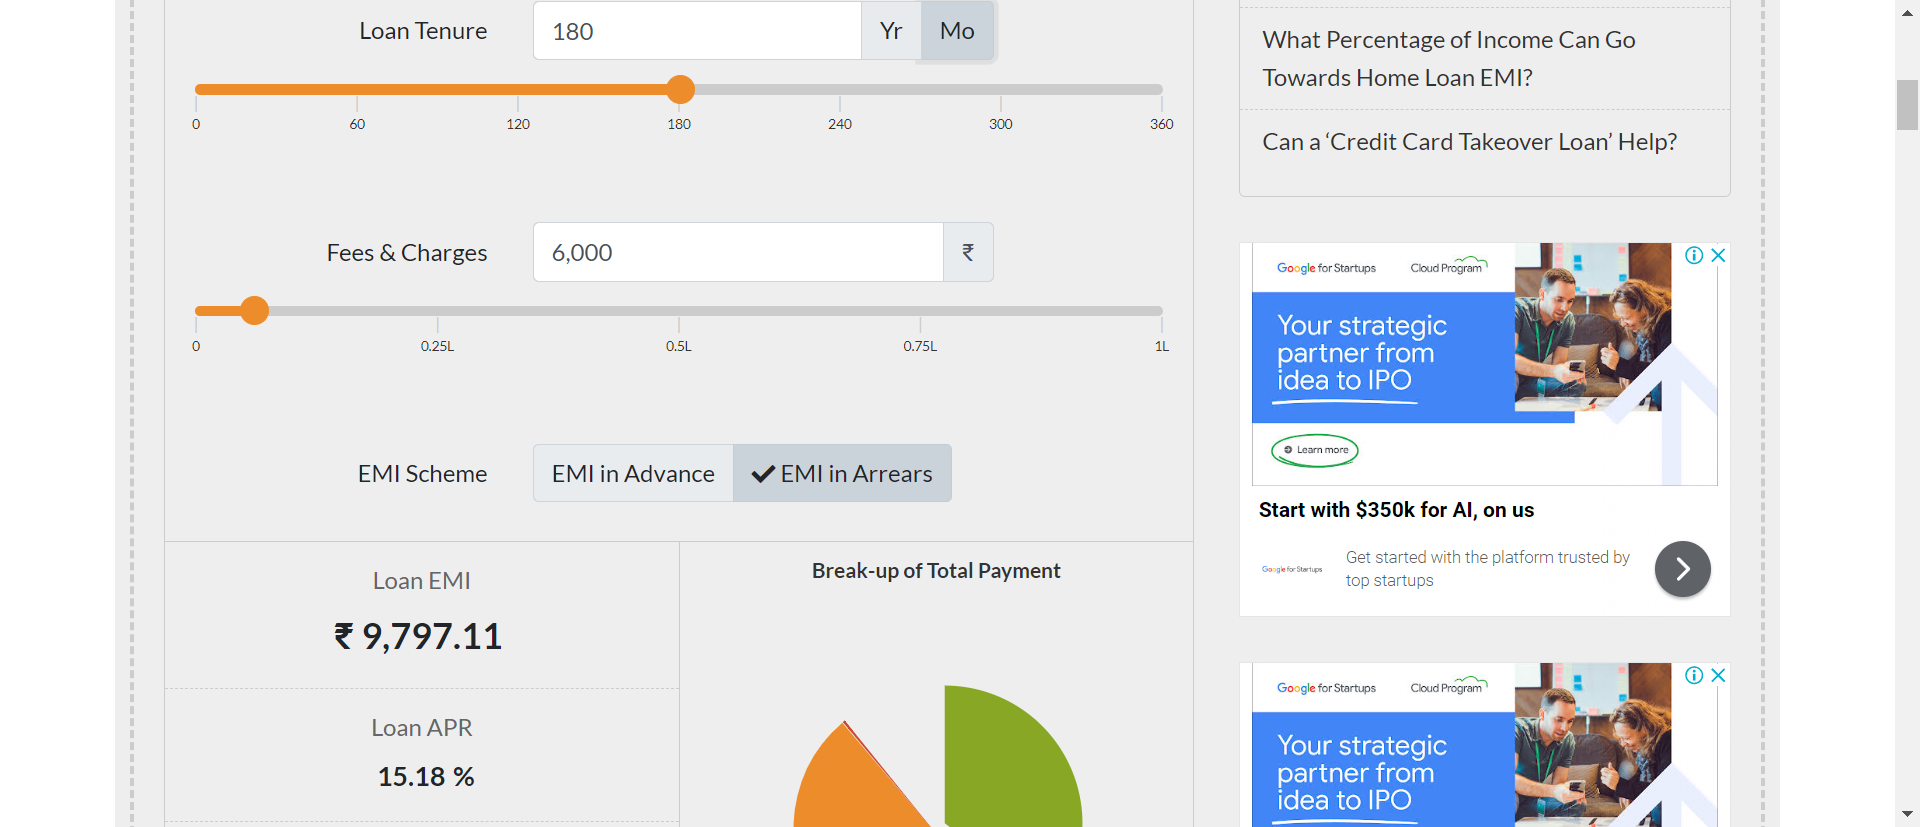 Loan Tenure
180
Yr
Mo
0
60
120
180
240
300
360
Fees & Charges
6,000
₹
0
0.25L
0.5L
0.75L
1L
EMI Scheme
EMI in Advance
EMI in Arrears
Loan EMI
₹ 9,797.11
Loan APR
15.18 %
Break-up of Total Payment
What Percentage of Income Can Go
Towards Home Loan EMI?
Can a ‘Credit Card Takeover Loan’ Help?
Google for Startups
Cloud Program
Your strategic
partner from
idea to IPO
Learn more
Start with $350k for AI, on us
Google for Startups
Get started with the platform trusted by
top startups
Google for Startups
Cloud Program
Your strategic
partner from
idea to IPO